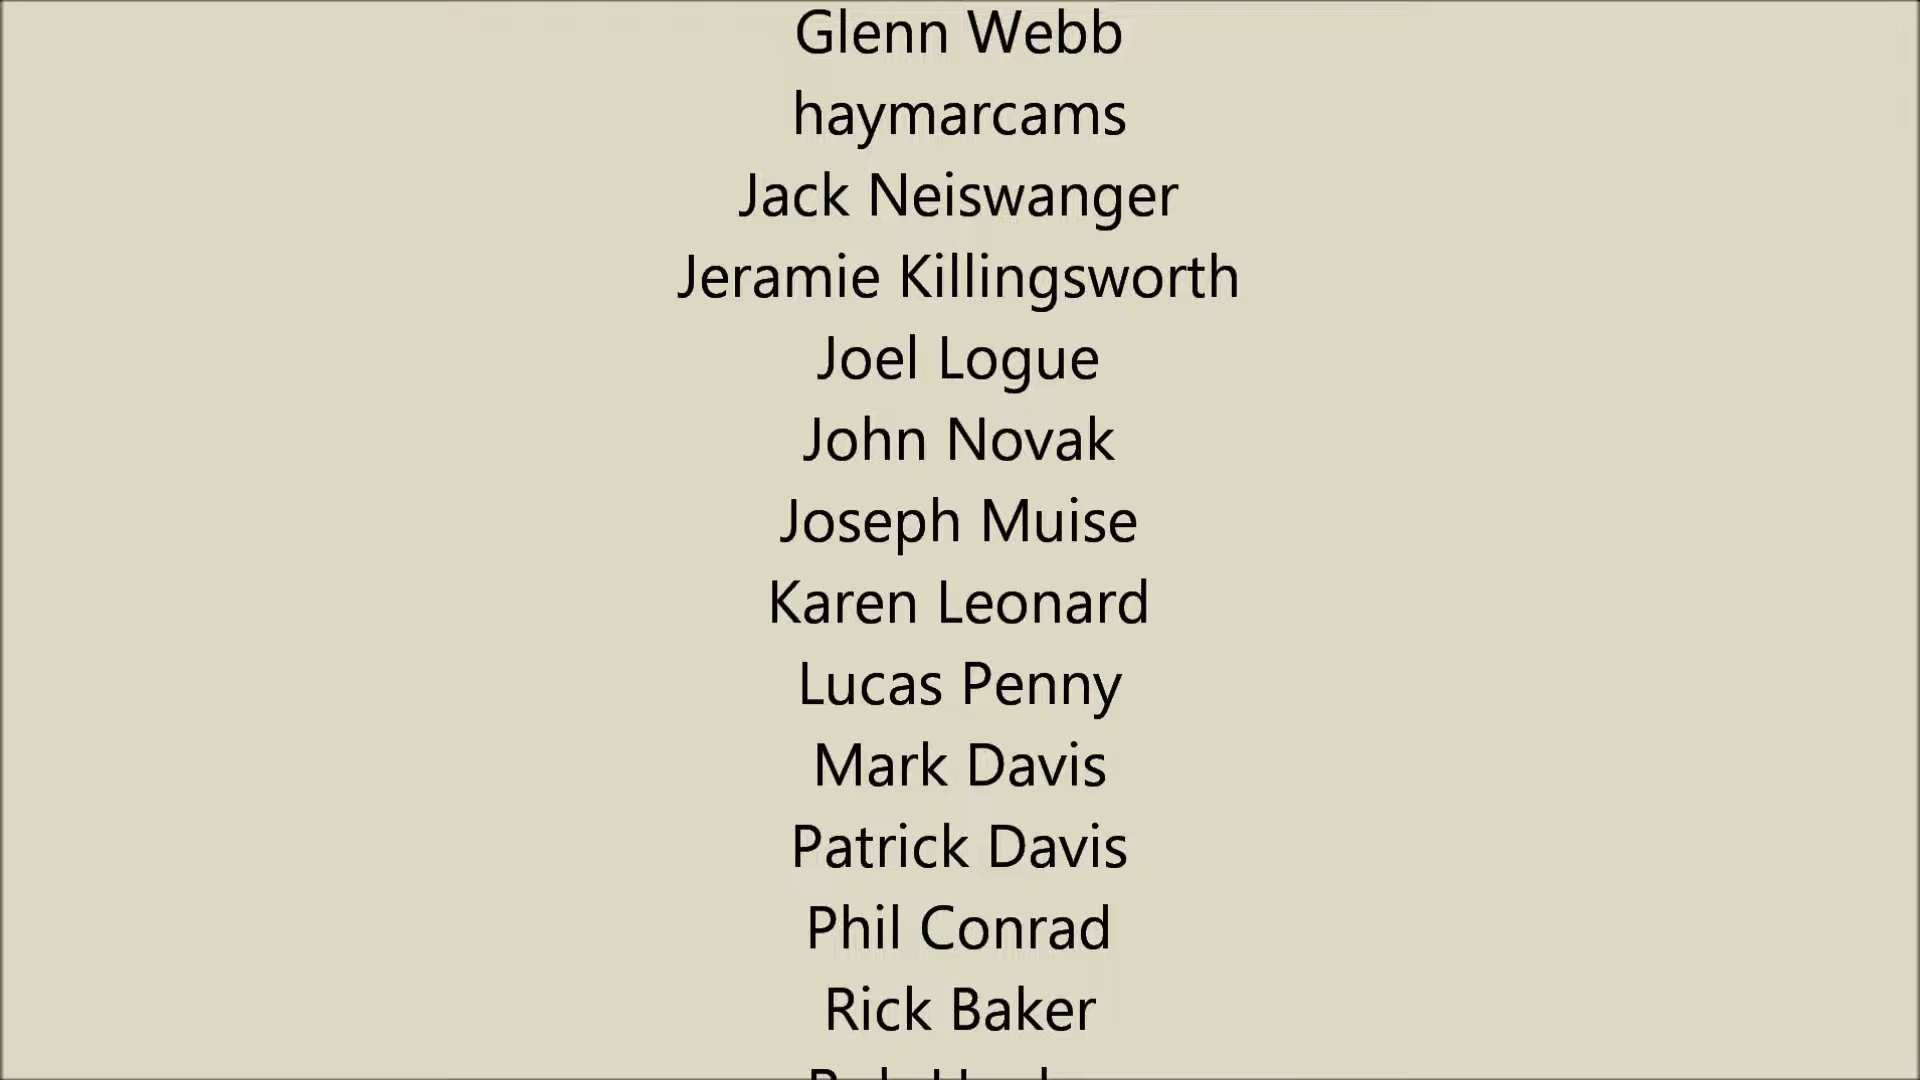 Glenn Webb
haymarcams
Jack Neiswanger
Jeramie Killingsworth
Joel Logue
John Novak
Joseph Muise
Karen Leonard
Lucas Penny
Mark Davis
Patrick Davis
Phil Conrad
Rick Baker